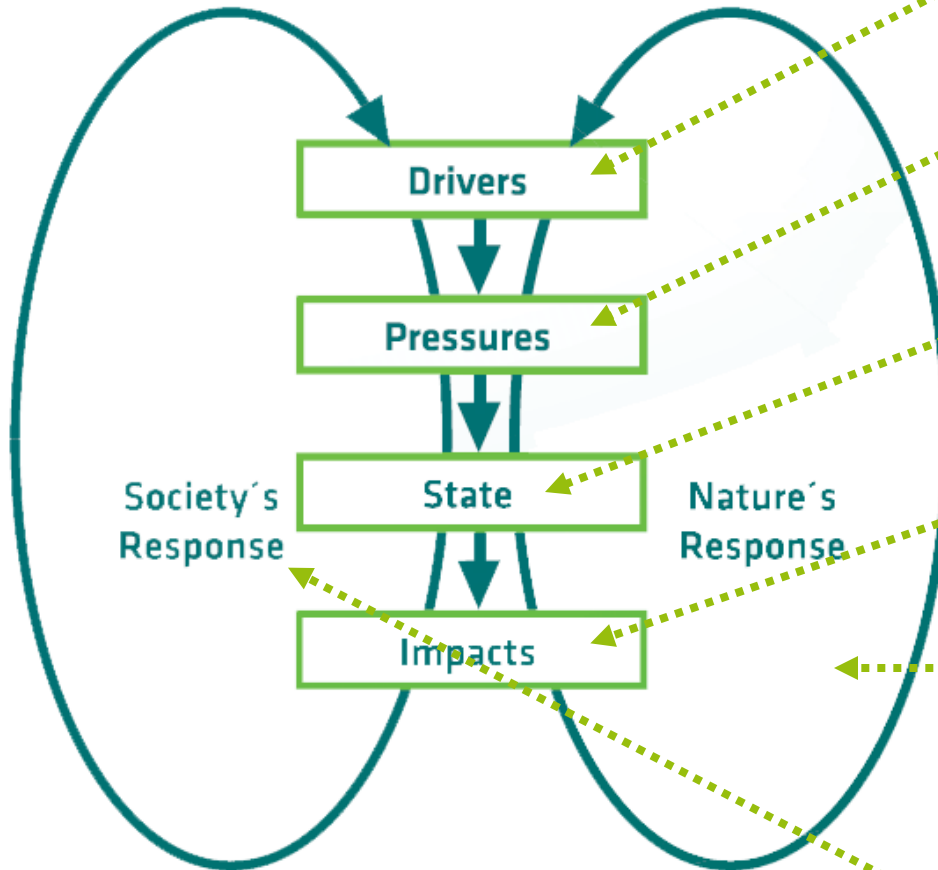 Drivers
Pressures
State
Society´s
Response
Nature´s
Response
Impacts